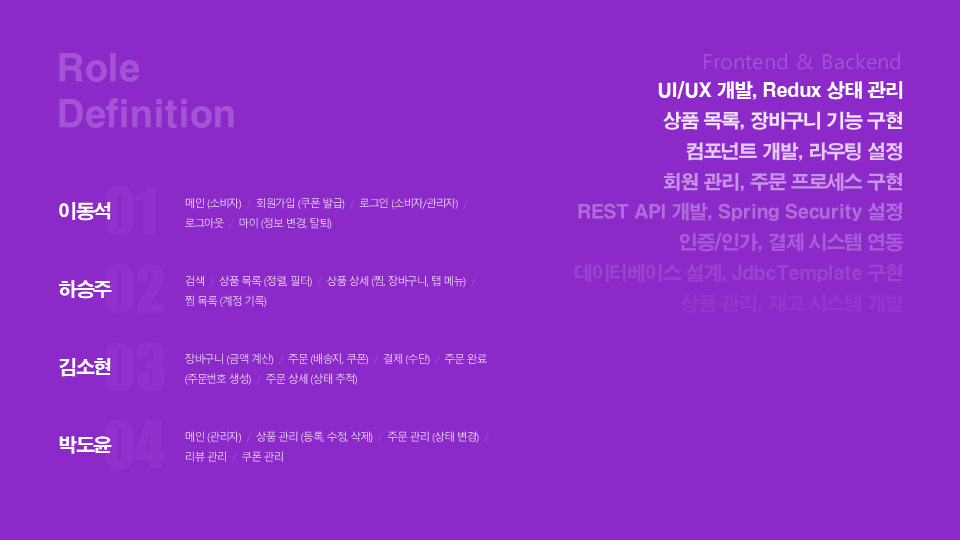 Role
Definition
이동석 01
메인 (소비자) / 회원가입 (쿠폰 발급) / 로그인 (소비자/관리자) /
로그아웃 / 마이 (정보 변경, 탈퇴)
하승주 02
검색 / 상품 목록 (정렬, 필터) / 상품 상세 (찜, 장바구니, 탭 메뉴) /
찜 목록 (계정 기록)
김소현 03
장바구니 (금액 계산) / 주문 (배송지, 쿠폰) / 결제 (수단) / 주문 완료
(주문번호 생성) / 주문 상세 (상태 추적)
박도윤 04
메인 (관리자) / 상품 관리 (등록, 수정, 삭제) / 주문 관리 (상태 변경) /
리뷰 관리 / 쿠폰 관리
Frontend & Backend
UI/UX 개발, Redux 상태 관리
상품 목록, 장바구니 기능 구현
컴포넌트 개발, 라우팅 설정
회원 관리, 주문 프로세스 구현
REST API 개발, Spring Security 설정
인증/인가, 결제 시스템 연동
데이터베이스 설계, JdbcTemplate 구현
상품 관리, 재고 시스템 개발